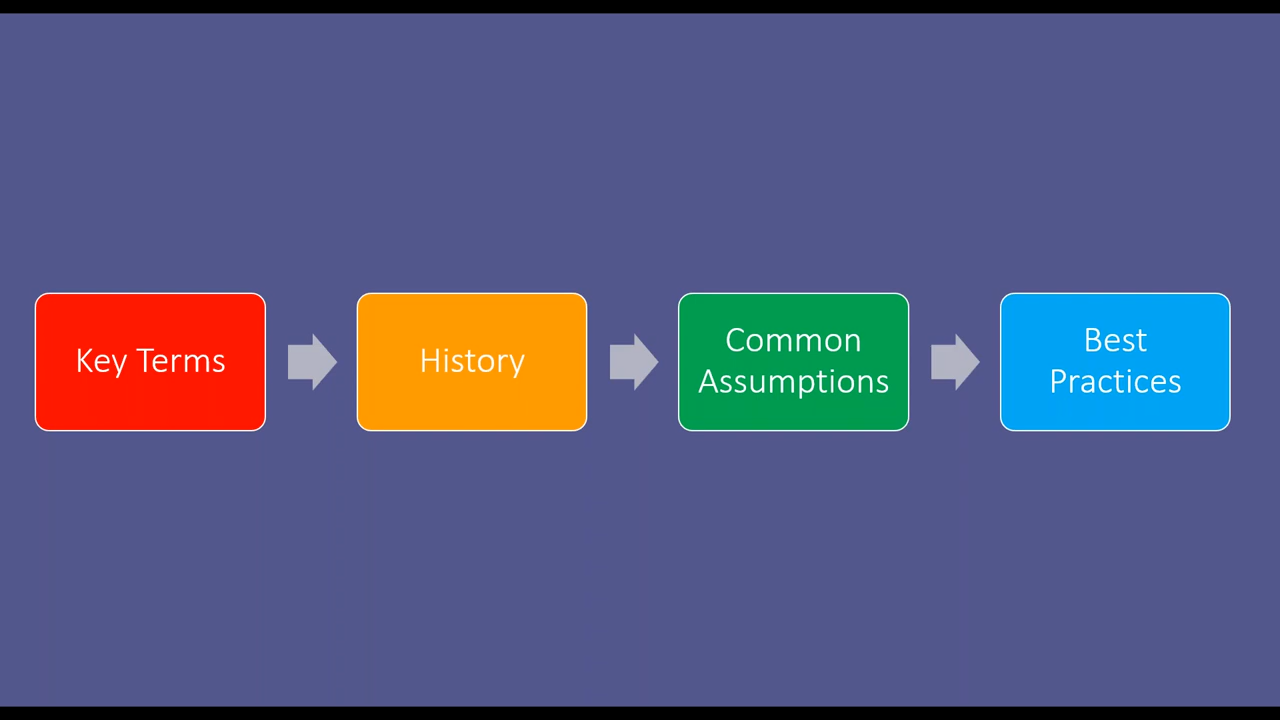 Key Terms
History
Common
Assumptions
Best
Practices